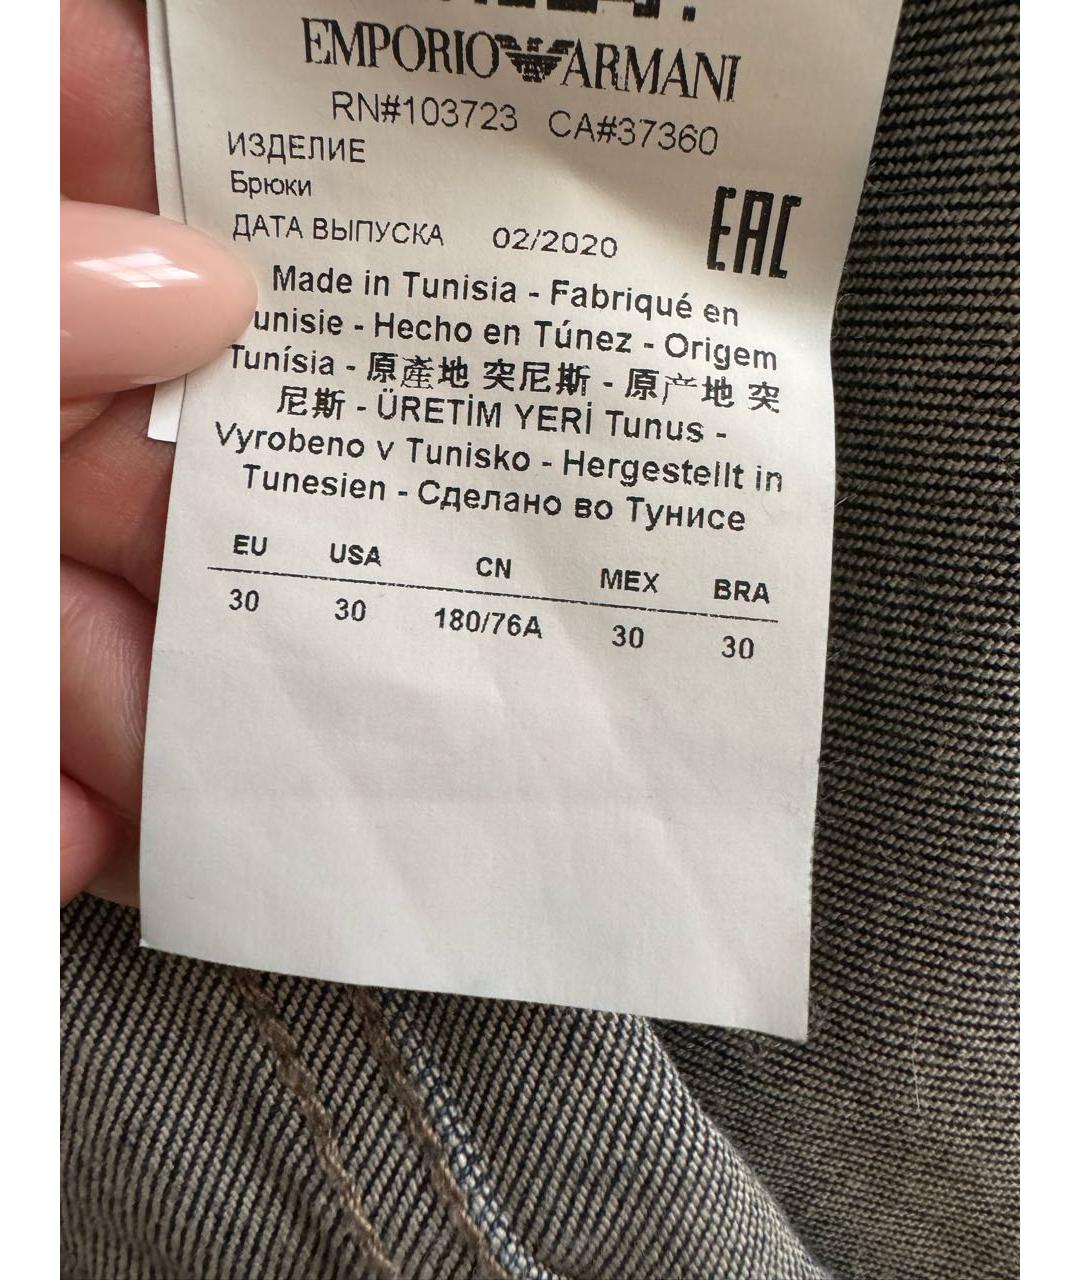 EMPORIO ARMANI
RN#103723 CA#37360
ИЗДЕЛИЕ
Брюки
ДАТА ВЫПУСКА 02/2020
EAC
Made in Tunisia - Fabriqué en
unisie - Hecho en Túnez - Origem
Tunísia - 原產地 突尼斯 - 原产地 突
尼斯 - ÜRETİM YERİ Tunus -
Vyrobeno v Tunisko - Hergestellt in
Tunesien - Сделано во Тунисе
EU USA CN MEX BRA
30 30 180/76A 30 30